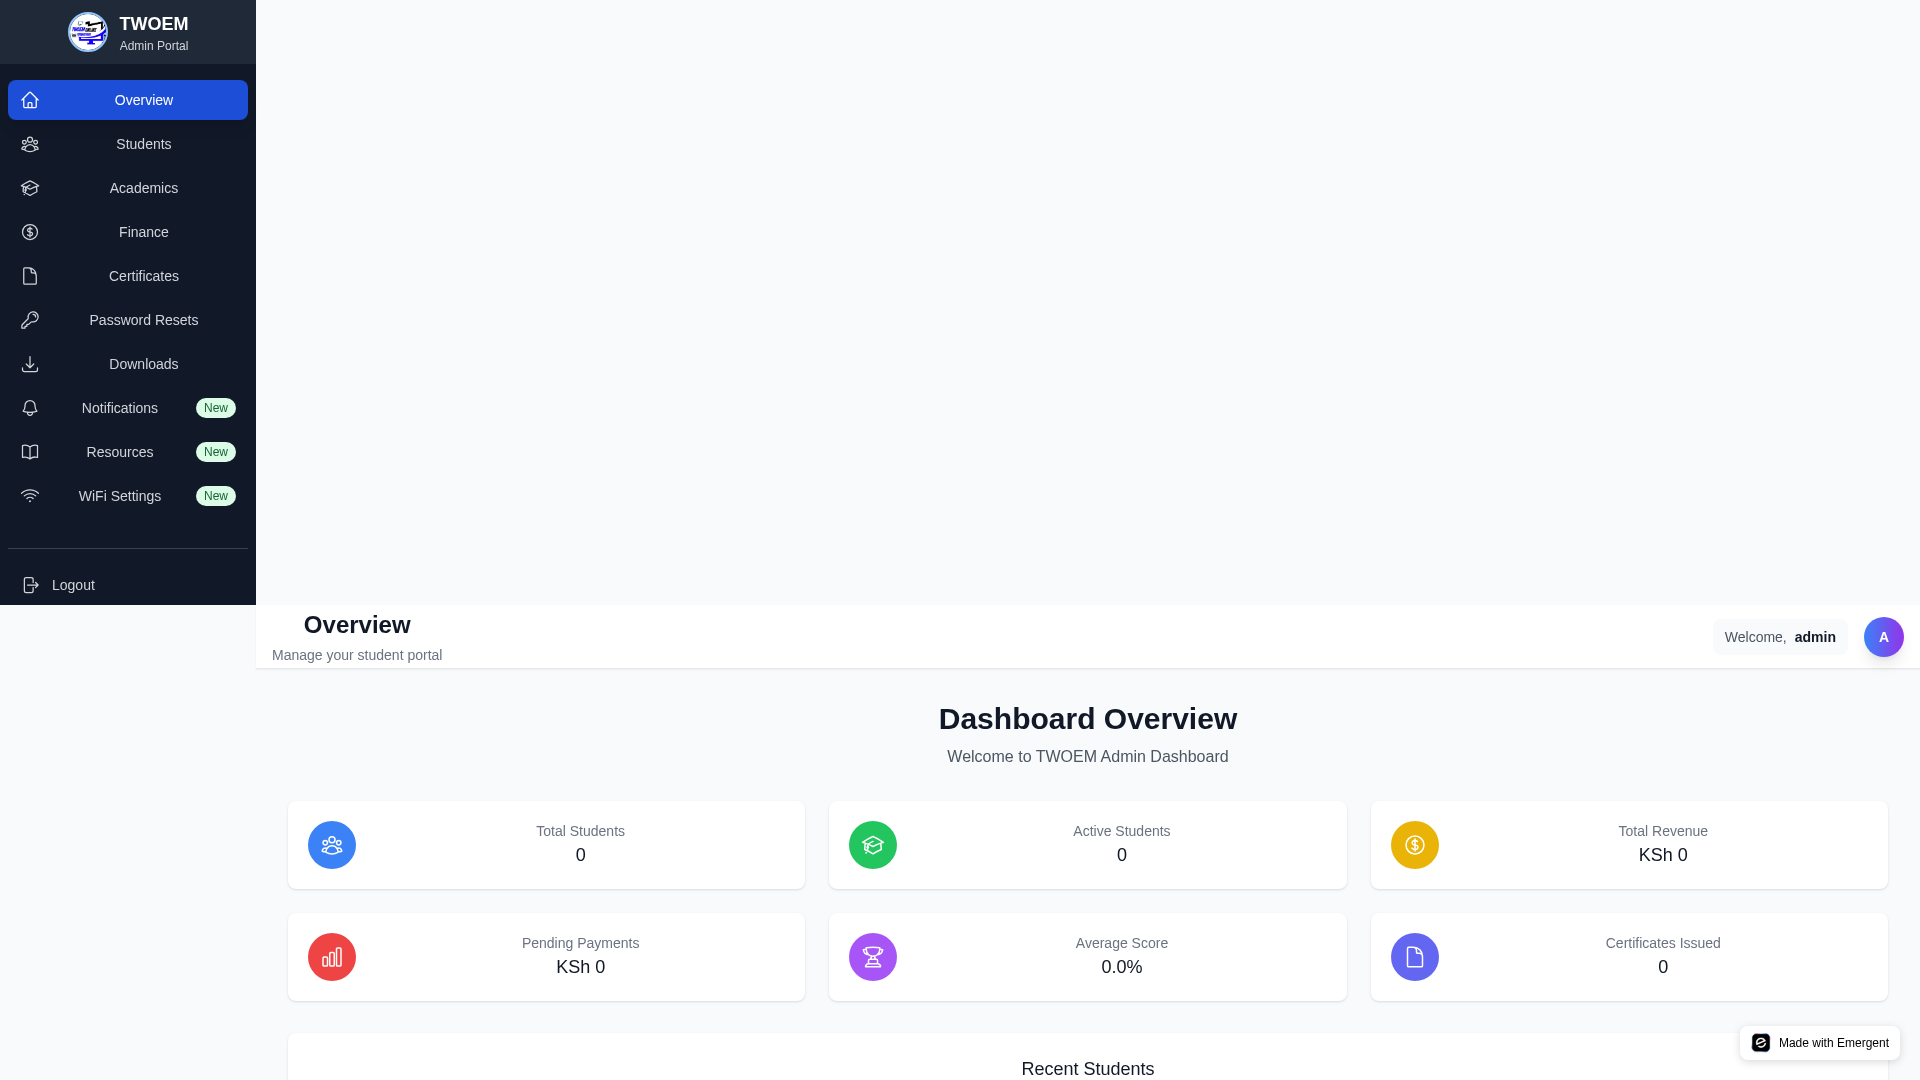 TWOEM
Admin Portal
Overview
Students
Academics
Finance
Certificates
Password Resets
Downloads
Notifications New
Resources New
WiFi Settings New
Logout
Overview
Manage your student portal
Welcome, admin
A
Dashboard Overview
Welcome to TWOEM Admin Dashboard
Total Students
0
Active Students
0
Total Revenue
KSh 0
Pending Payments
KSh 0
Average Score
0.0%
Certificates Issued
0
Recent Students
Made with Emergent